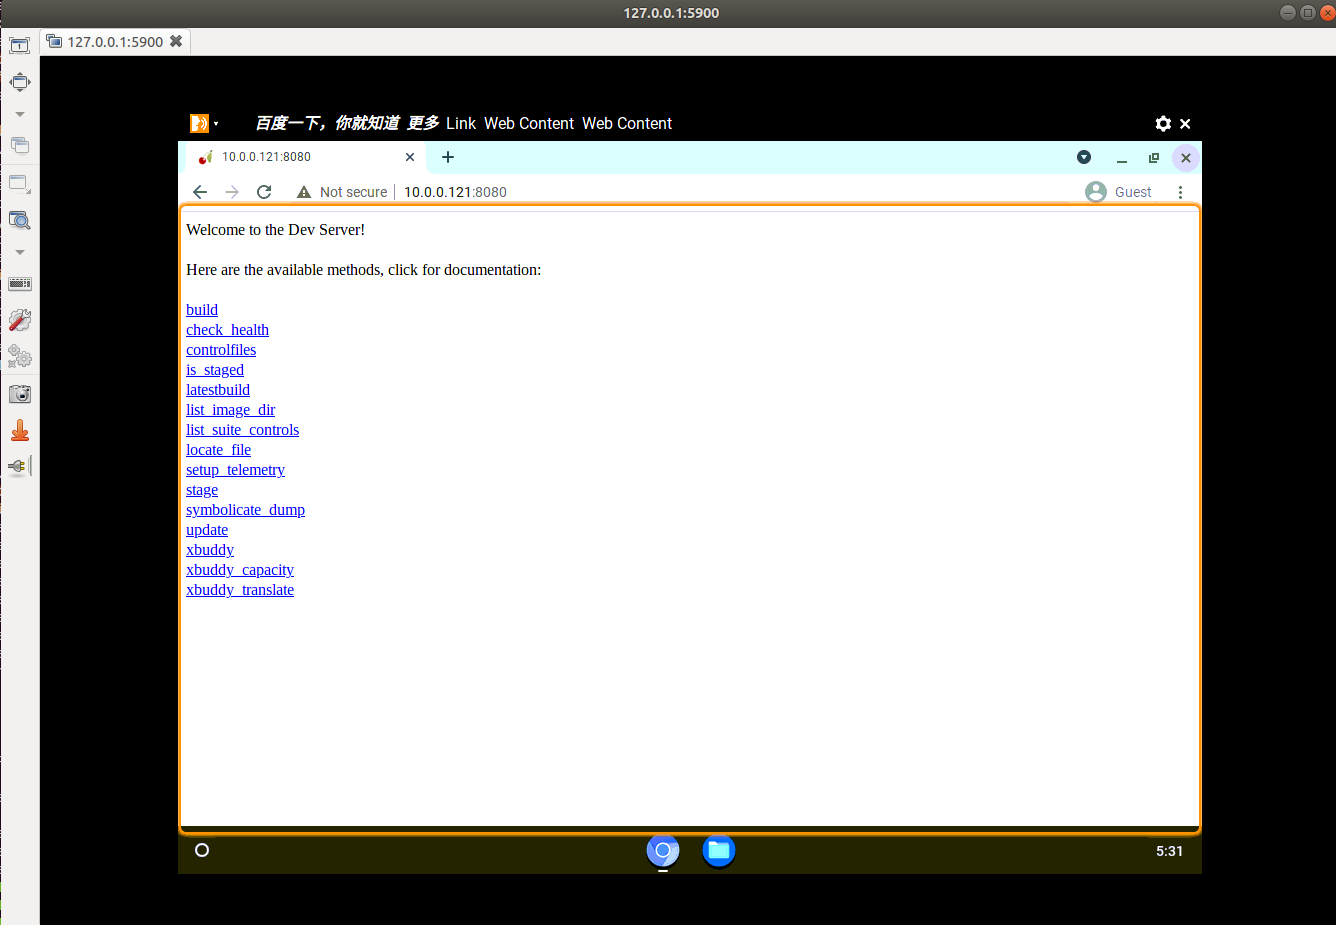 127.0.0.1:5900
127.0.0.1:5900
百度一下，你就知道 更多 Link Web Content Web Content
10.0.0.121:8080
Not secure 10.0.0.121:8080 Guest
Welcome to the Dev Server!
Here are the available methods, click for documentation:
build
check_health
controlfiles
is_staged
latestbuild
list_image_dir
list_suite_controls
locate_file
setup_telemetry
stage
symbolicate_dump
update
xbuddy
xbuddy_capacity
xbuddy_translate
5:31